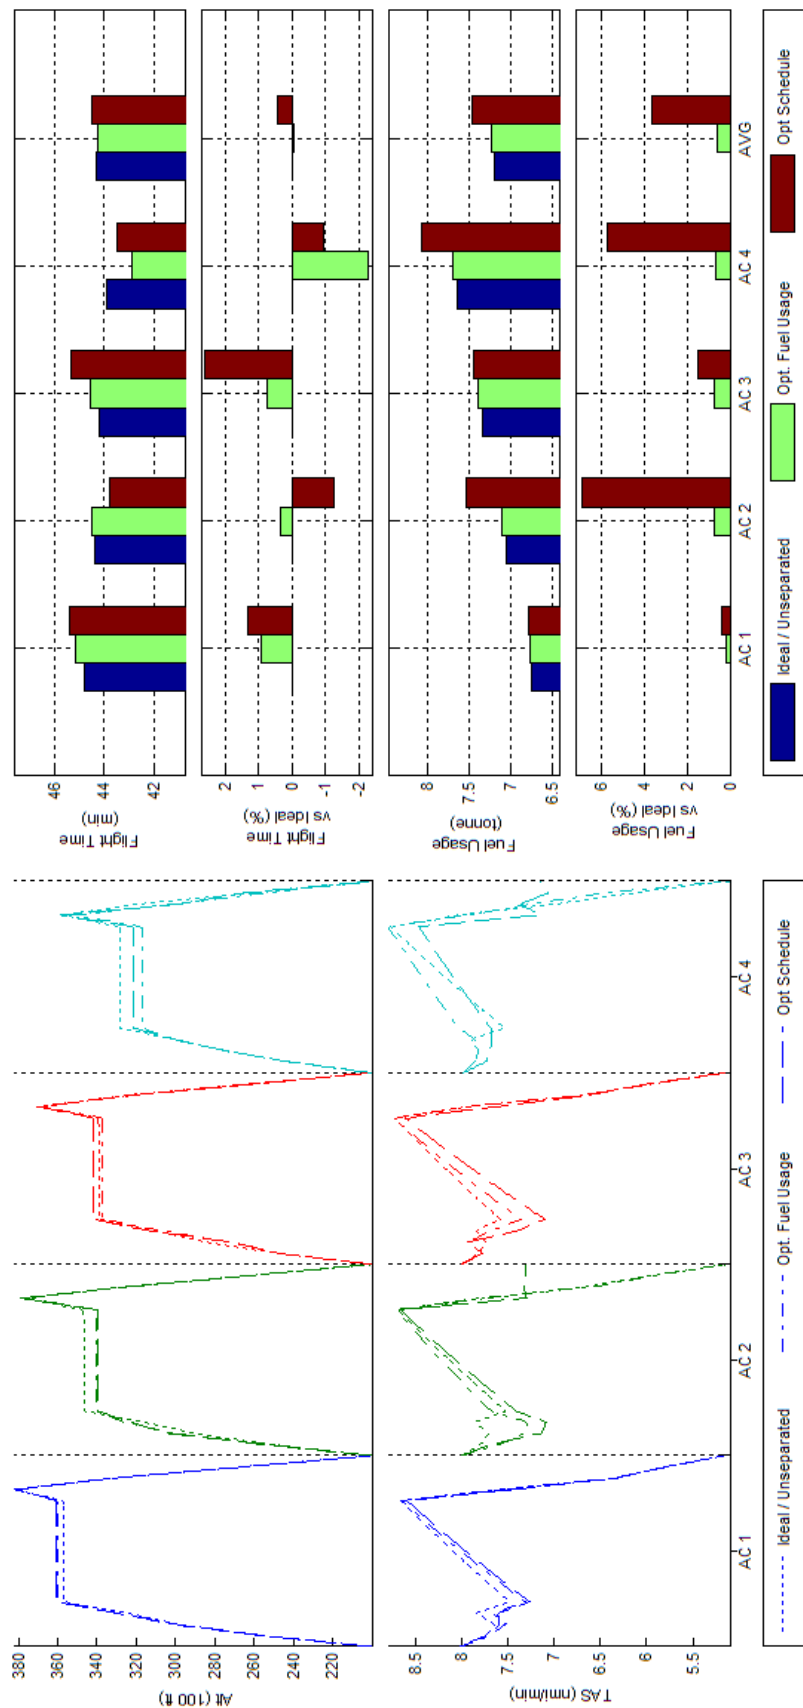 380
360
340
320
300
280
260
240
220
Alt (100 ft)
8.5
8
7.5
7
6.5
6
5.5
TAS (nmi/min)
AC 1
AC 2
AC 3
AC 4
Ideal / Unseparated
Opt. Fuel Usage
Opt Schedule
46
44
42
Flight Time
(min)
2
1
0
-1
-2
Flight Time
vs Ideal (%)
8
7.5
7
6.5
Fuel Usage
(tonne)
6
4
2
0
Fuel Usage
vs Ideal (%)
AC 1
AC 2
AC 3
AC 4
AVG
Ideal / Unseparated
Opt. Fuel Usage
Opt Schedule